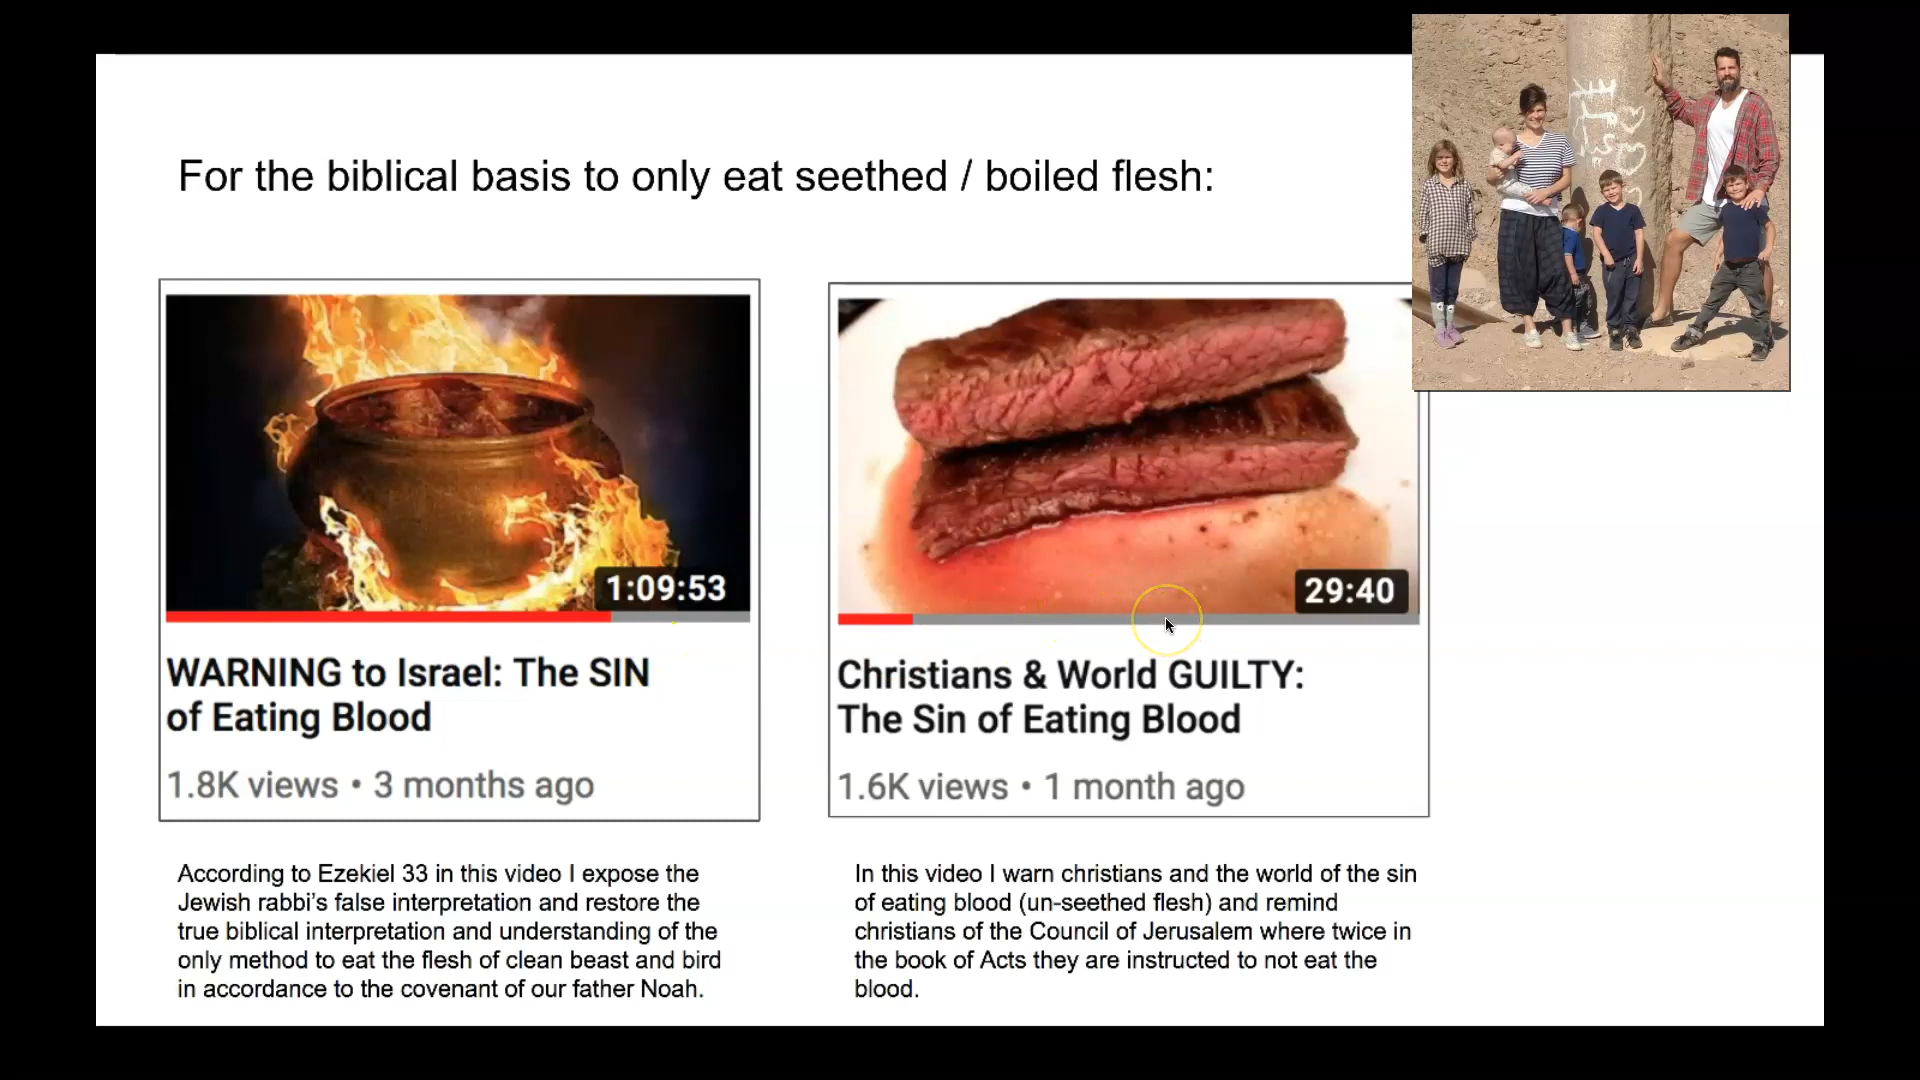 For the biblical basis to only eat seethed / boiled flesh:
1:09:53
WARNING to Israel: The SIN
of Eating Blood
1.8K views • 3 months ago
According to Ezekiel 33 in this video I expose the
Jewish rabbi’s false interpretation and restore the
true biblical interpretation and understanding of the
only method to eat the flesh of clean beast and bird
in accordance to the covenant of our father Noah.
29:40
Christians & World GUILTY:
The Sin of Eating Blood
1.6K views • 1 month ago
In this video I warn christians and the world of the sin
of eating blood (un-seethed flesh) and remind
christians of the Council of Jerusalem where twice in
the book of Acts they are instructed to not eat the
blood.